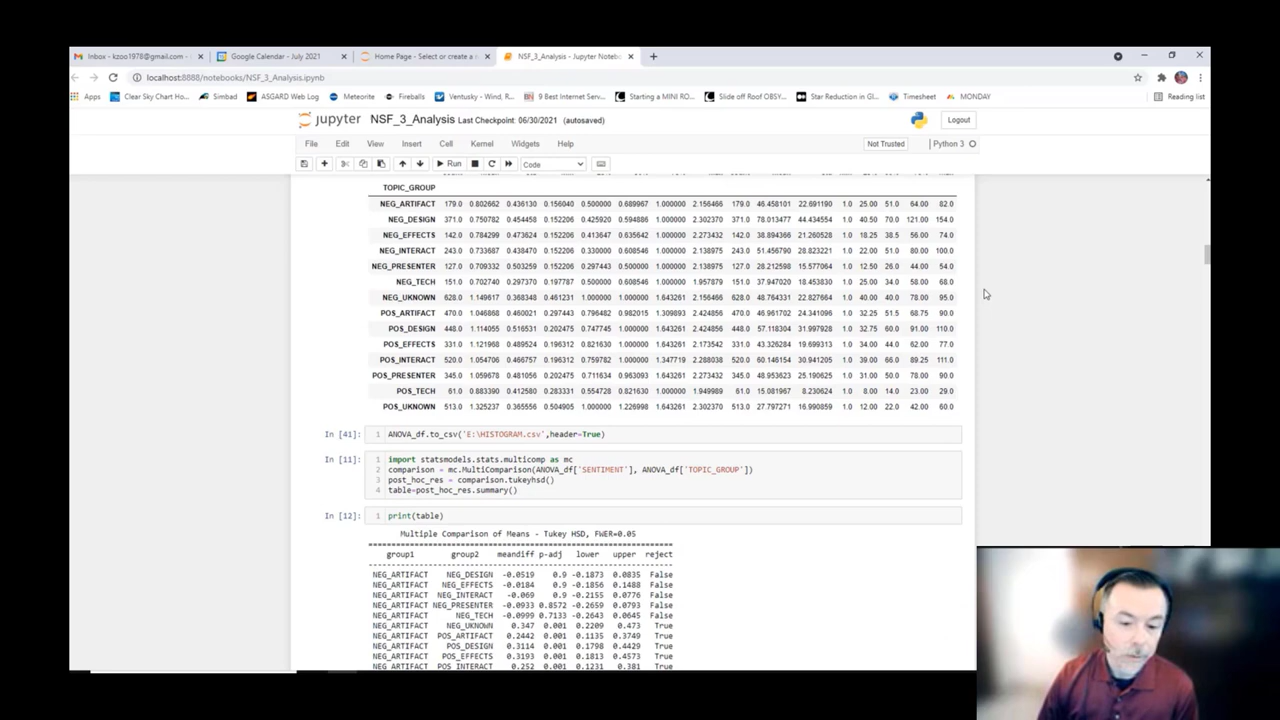 Inbox - kzoo1978@gmail.com - Google Calendar - July 2021 Home Page - Select or create a n NSF_3_Analysis - Jupyter Notebo
localhost:8888/notebooks/NSF_3_Analysis.ipynb
Apps Clear Sky Chart Ho... Simbad ASGARD Web Log Meteorite Fireballs Ventusky - Wind, R... 9 Best Internet Serv... Starting a MINI RO... Slide off Roof OBSY... Star Reduction in GI... Timesheet MONDAY Reading list
jupyter NSF_3_Analysis Last Checkpoint: 06/30/2021 (autosaved) Logout
File Edit View Insert Cell Kernel Widgets Help Not Trusted Python 3
Run Code
TOPIC_GROUP
NEG_ARTIFACT 179.0 0.802662 0.436130 0.156040 0.500000 0.689967 1.000000 2.156466 179.0 46.458101 22.691190 1.0 25.00 51.0 64.00 82.0
NEG_DESIGN 371.0 0.750782 0.454458 0.152206 0.425920 0.594886 1.000000 2.302370 371.0 78.013477 44.434554 1.0 40.50 70.0 121.00 154.0
NEG_EFFECTS 142.0 0.784299 0.473624 0.152206 0.413647 0.635642 1.000000 2.273432 142.0 38.894366 21.260528 1.0 18.25 38.5 56.00 74.0
NEG_INTERACT 243.0 0.733687 0.438470 0.152206 0.330000 0.608546 1.000000 2.138975 243.0 51.456790 28.823221 1.0 22.00 51.0 80.00 100.0
NEG_PRESENTER 127.0 0.709332 0.503259 0.152206 0.297443 0.500000 1.000000 2.138975 127.0 28.212598 15.577064 1.0 12.50 26.0 44.00 54.0
NEG_TECH 151.0 0.702740 0.297370 0.197787 0.500000 0.608546 1.000000 1.957879 151.0 37.947020 18.453830 1.0 25.00 34.0 58.00 68.0
NEG_UKNOWN 628.0 1.149617 0.368348 0.461231 1.000000 1.000000 1.643261 2.156466 628.0 48.764331 22.827664 1.0 40.00 40.0 78.00 95.0
POS_ARTIFACT 470.0 1.046868 0.460021 0.297443 0.796460 0.982015 1.309893 2.424856 470.0 46.961702 24.341096 1.0 32.25 51.5 68.75 90.0
POS_DESIGN 448.0 1.114055 0.516531 0.202475 0.747745 1.000000 1.643261 2.424856 448.0 57.118304 31.997928 1.0 32.75 60.0 91.00 110.0
POS_EFFECTS 331.0 1.121968 0.489524 0.196312 0.821630 1.000000 1.643261 2.173542 331.0 43.326284 19.699313 1.0 34.00 44.0 62.00 77.0
POS_INTERACT 520.0 1.054706 0.466757 0.196312 0.759782 1.000000 1.347719 2.288038 520.0 60.146154 30.941205 1.0 39.00 66.0 89.25 111.0
POS_PRESENTER 345.0 1.059678 0.481056 0.202475 0.711634 0.963093 1.643261 2.273432 345.0 48.953623 25.190625 1.0 31.00 50.0 78.00 90.0
POS_TECH 61.0 0.883390 0.412580 0.283331 0.554728 0.821630 1.000000 1.949989 61.0 15.081967 8.230624 1.0 8.00 14.0 23.00 29.0
POS_UKNOWN 513.0 1.325237 0.365556 0.504905 1.000000 1.226998 1.643261 2.302370 513.0 27.797271 16.990859 1.0 12.00 22.0 42.00 60.0
In [41]: 1 ANOVA_df.to_csv('E:\HISTOGRAM.csv',header=True)
In [11]: 1 import statsmodels.stats.multicomp as mc
2 comparison = mc.MultiComparison(ANOVA_df['SENTIMENT'], ANOVA_df['TOPIC_GROUP'])
3 post_hoc_res = comparison.tukeyhsd()
4 table=post_hoc_res.summary()
In [12]: 1 print(table)
Multiple Comparison of Means - Tukey HSD, FWER=0.05
group1 group2 meandiff p-adj lower upper reject
NEG_ARTIFACT NEG_DESIGN -0.0519 0.9 -0.1873 0.0835 False
NEG_ARTIFACT NEG_EFFECTS -0.0184 0.9 -0.1856 0.1488 False
NEG_ARTIFACT NEG_INTERACT -0.069 0.9 -0.2155 0.0776 False
NEG_ARTIFACT NEG_PRESENTER -0.0933 0.8572 -0.2659 0.0793 False
NEG_ARTIFACT NEG_TECH -0.0999 0.7133 -0.2643 0.0645 False
NEG_ARTIFACT NEG_UKNOWN 0.347 0.001 0.2209 0.473 True
NEG_ARTIFACT POS_ARTIFACT 0.2442 0.001 0.1135 0.3749 True
NEG_ARTIFACT POS_DESIGN 0.3114 0.001 0.1798 0.4429 True
NEG_ARTIFACT POS_EFFECTS 0.3193 0.001 0.1813 0.4573 True
NEG_ARTIFACT POS_INTERACT 0.252 0.001 0.1231 0.381 True